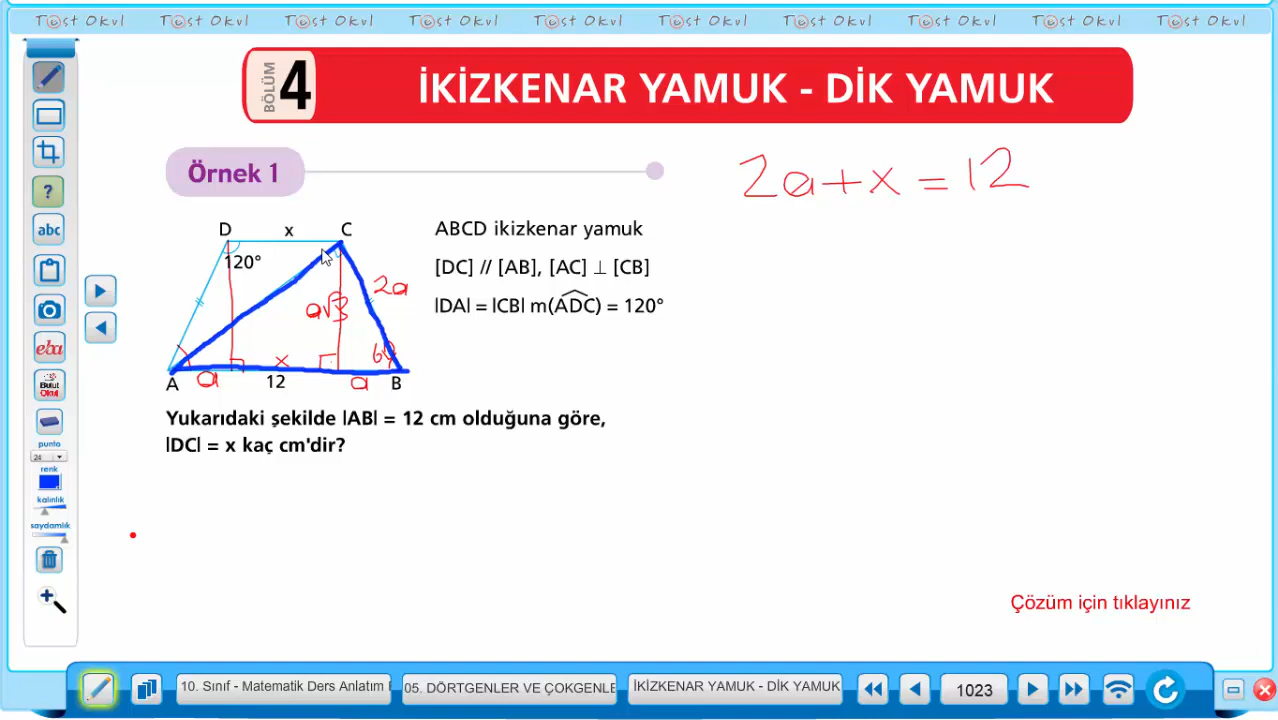 Test Okul Test Okul Test Okul Test Okul Test Okul Test Okul Test Okul Test Okul Test Okul Test Okul
BÖLÜM 4 İKİZKENAR YAMUK - DİK YAMUK
Örnek 1
2a+x=12
D x C
120°
2a
a√3
60
a x a
A 12 B
ABCD ikizkenar yamuk
[DC] // [AB], [AC] ⊥ [CB]
|DA| = |CB| m(ADC) = 120°
Yukarıdaki şekilde |AB| = 12 cm olduğuna göre,
|DC| = x kaç cm'dir?
?
abc
eba
Bulut
Okul
punto
24
renk
kalınlık
saydamlık
Çözüm için tıklayınız
10. Sınıf - Matematik Ders Anlatım
05. DÖRTGENLER VE ÇOKGENLE
İKİZKENAR YAMUK - DİK YAMUK
1023